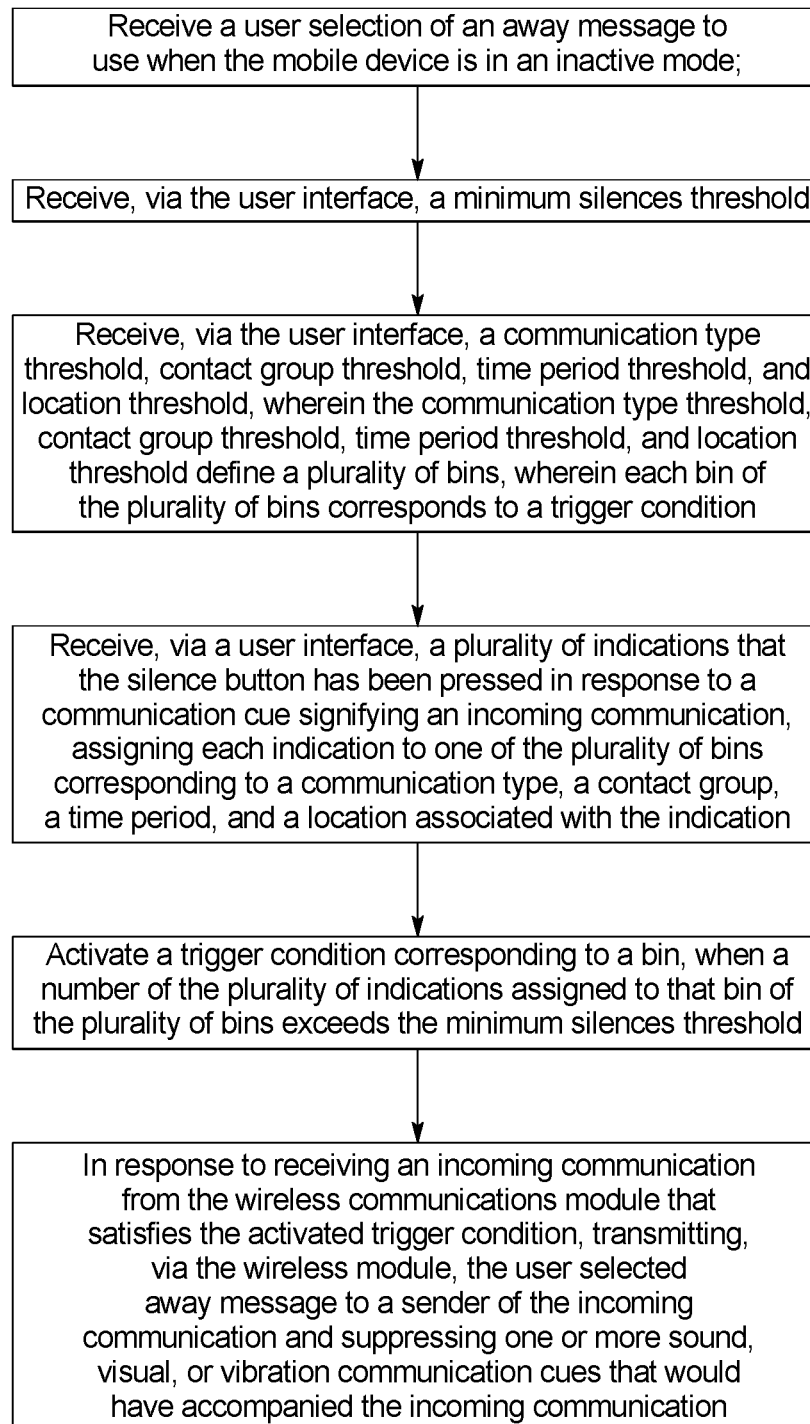 Receive a user selection of an away message to
use when the mobile device is in an inactive mode;
Receive, via the user interface, a minimum silences threshold
Receive, via the user interface, a communication type
threshold, contact group threshold, time period threshold, and
location threshold, wherein the communication type threshold,
contact group threshold, time period threshold, and location
threshold define a plurality of bins, wherein each bin of
the plurality of bins corresponds to a trigger condition
Receive, via a user interface, a plurality of indications that
the silence button has been pressed in response to a
communication cue signifying an incoming communication,
assigning each indication to one of the plurality of bins
corresponding to a communication type, a contact group,
a time period, and a location associated with the indication
Activate a trigger condition corresponding to a bin, when a
number of the plurality of indications assigned to that bin of
the plurality of bins exceeds the minimum silences threshold
In response to receiving an incoming communication
from the wireless communications module that
satisfies the activated trigger condition, transmitting,
via the wireless module, the user selected
away message to a sender of the incoming
communication and suppressing one or more sound,
visual, or vibration communication cues that would
have accompanied the incoming communication